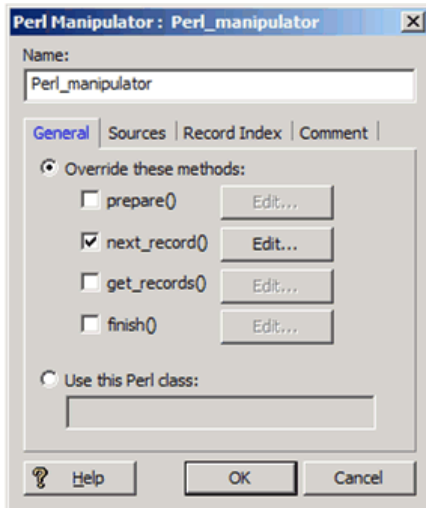 Perl Manipulator: Perl_manipulator
Name:
Perl_manipulator
General Sources Record Index Comment
Override these methods:
prepare() Edit...
next_record() Edit...
get_records() Edit...
finish() Edit...
Use this Perl class:
? Help OK Cancel